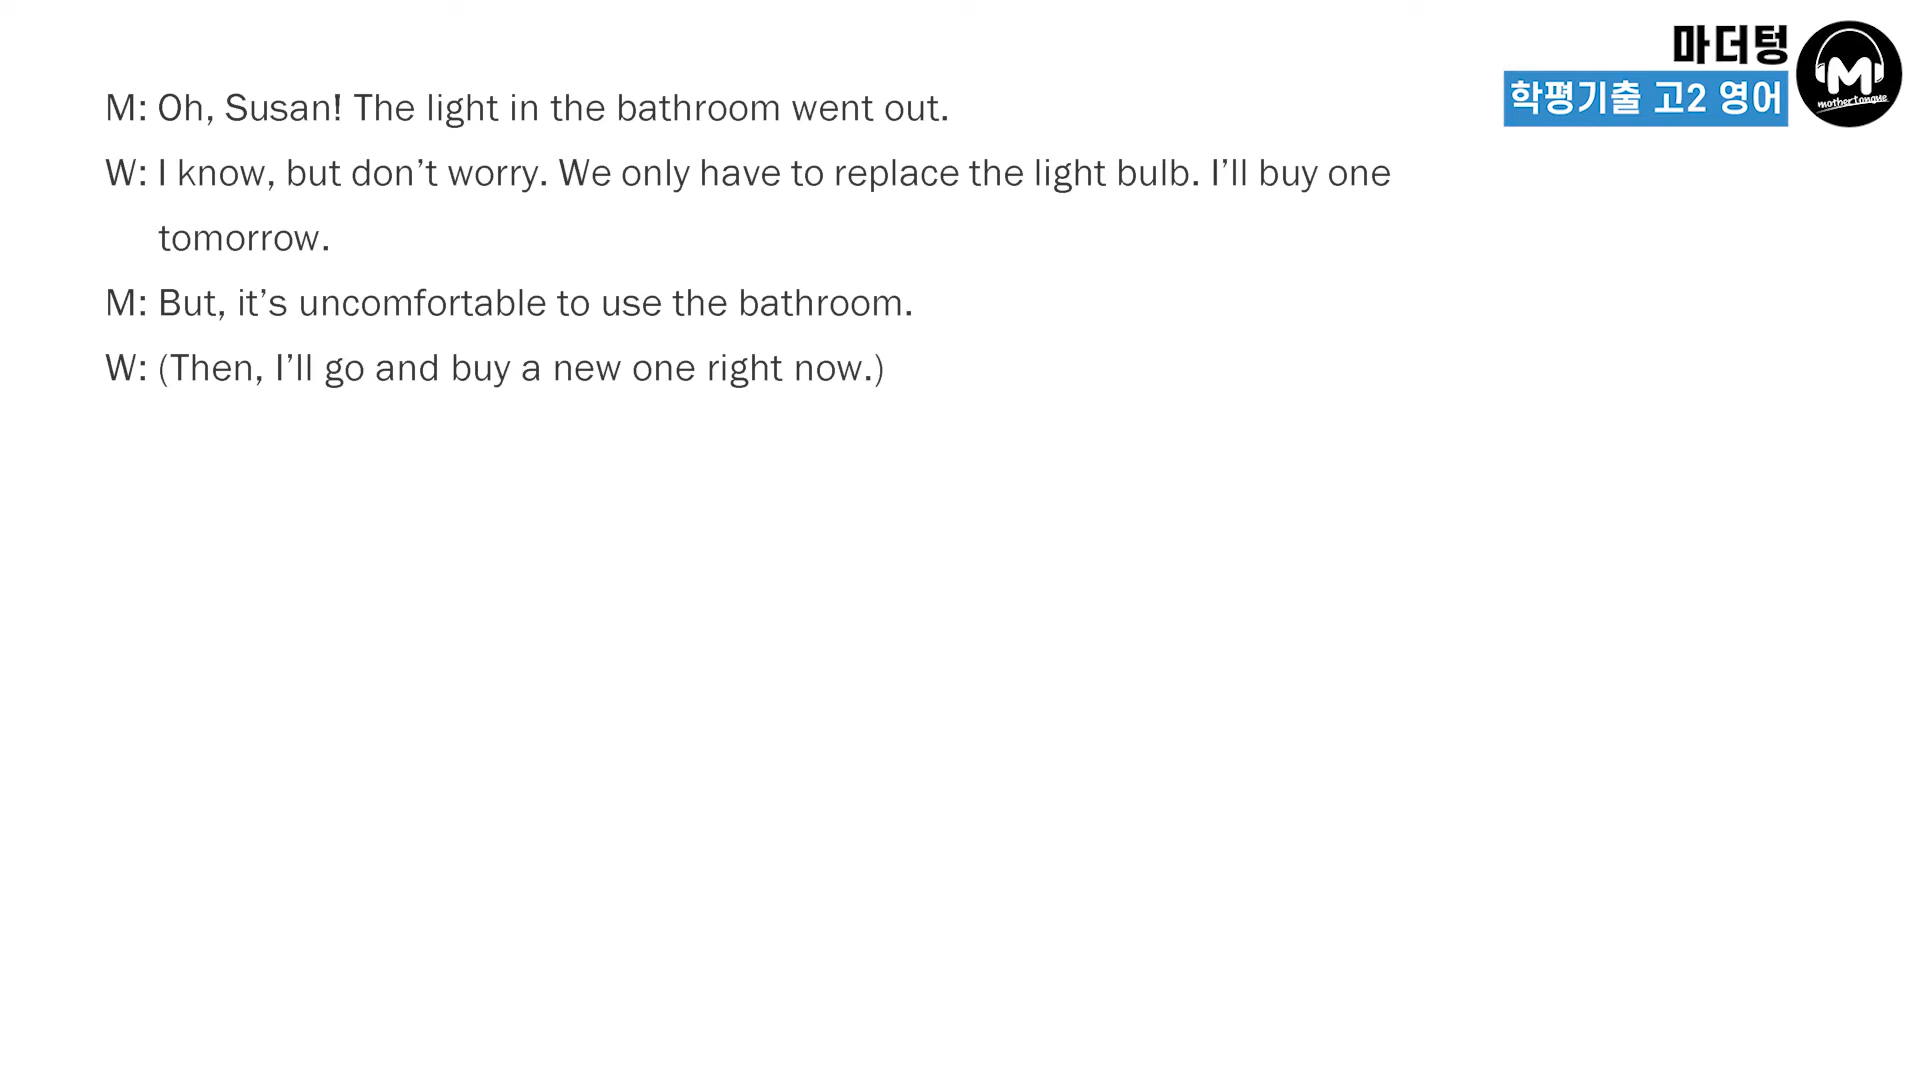 마더텅
학평기출 고2 영어
M
mother tongue
M: Oh, Susan! The light in the bathroom went out.
W: I know, but don’t worry. We only have to replace the light bulb. I’ll buy one
tomorrow.
M: But, it’s uncomfortable to use the bathroom.
W: (Then, I’ll go and buy a new one right now.)